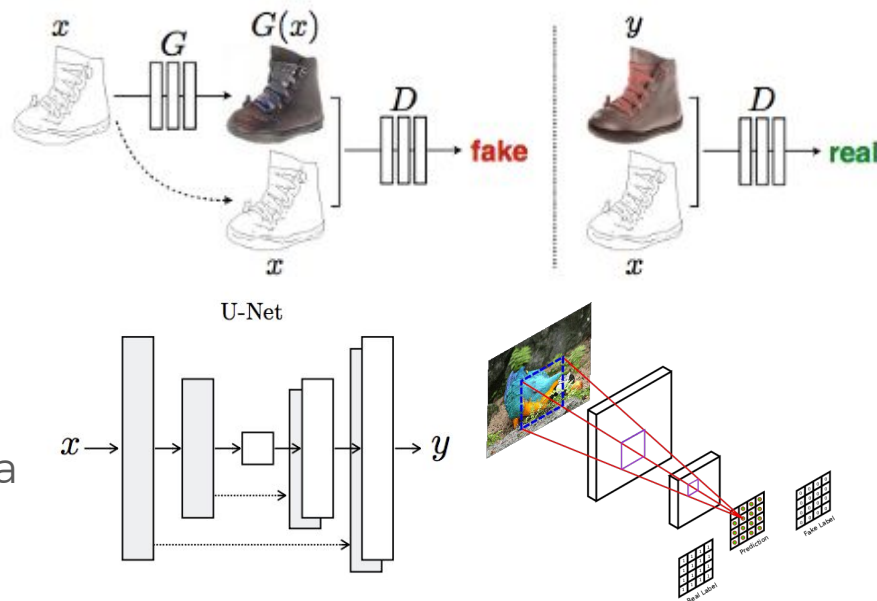 x G G(x) y
D D
fake real
x x
U-Net
x y
a
Prediction
Fake Label
Real Label